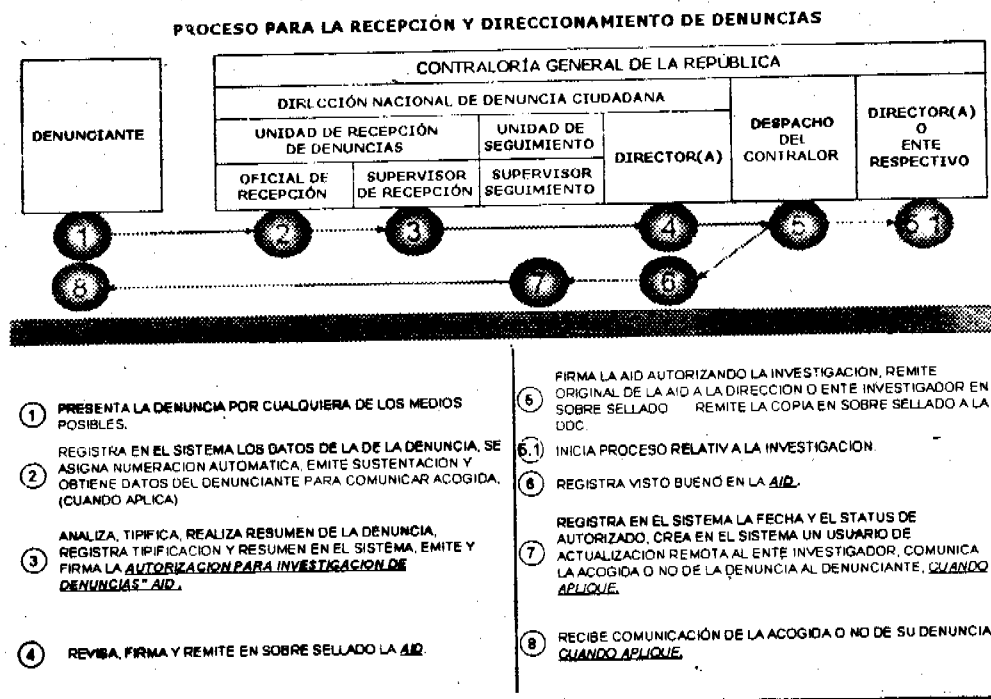 PROCESO PARA LA RECEPCIÓN Y DIRECCIONAMIENTO DE DENUNCIAS
DENUNCIANTE
CONTRALORÍA GENERAL DE LA REPÚBLICA
DIRECCIÓN NACIONAL DE DENUNCIA CIUDADANA
UNIDAD DE RECEPCIÓN
DE DENUNCIAS
UNIDAD DE
SEGUIMIENTO
OFICIAL DE
RECEPCIÓN
SUPERVISOR
DE RECEPCIÓN
SUPERVISOR
SEGUIMIENTO
DIRECTOR(A)
DESPACHO
DEL
CONTRALOR
DIRECTOR(A)
O
ENTE
RESPECTIVO
1
2
3
4
5
5.1
8
7
6
1
PRESENTA LA DENUNCIA POR CUALQUIERA DE LOS MEDIOS
POSIBLES.
2
REGISTRA EN EL SISTEMA LOS DATOS DE LA DE LA DENUNCIA, SE
ASIGNA NUMERACION AUTOMATICA, EMITE SUSTENTACIÓN Y
OBTIENE DATOS DEL DENUNCIANTE PARA COMUNICAR ACOGIDA,
(CUANDO APLICA)
3
ANALIZA, TIPIFICA, REALIZA RESUMEN DE LA DENUNCIA,
REGISTRA TIPIFICACION Y RESUMEN EN EL SISTEMA, EMITE Y
FIRMA LA AUTORIZACION PARA INVESTIGACION DE
DENUNCIAS" AID.
4
REVISA, FIRMA Y REMITE EN SOBRE SELLADO LA AID.
5
FIRMA LA AID AUTORIZANDO LA INVESTIGACION, REMITE
ORIGINAL DE LA AID A LA DIRECCION O ENTE INVESTIGADOR EN
SOBRE SELLADO REMITE LA COPIA EN SOBRE SELLADO A LA
DDC.
5.1
INICIA PROCESO RELATIV A LA INVESTIGACION.
6
REGISTRA VISTO BUENO EN LA AID.
7
REGISTRA EN EL SISTEMA LA FECHA Y EL STATUS DE
AUTORIZADO, CREA EN EL SISTEMA UN USUARIO DE
ACTUALIZACION REMOTA AL ENTE INVESTIGADOR, COMUNICA
LA ACOGIDA O NO DE LA DENUNCIA AL DENUNCIANTE, CUANDO
APLIQUE.
8
RECIBE COMUNICACIÓN DE LA ACOGIDA O NO DE SU DENUNCIA
CUANDO APLIQUE.